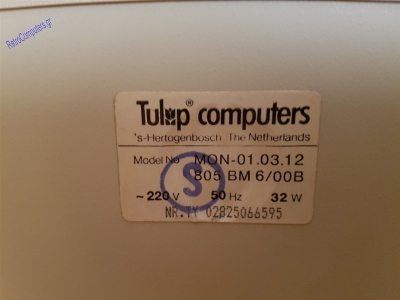 RetroComputers.gr
Tulip® computers
's-Hertogenbosch The Netherlands
Model No MON-01.03.12
805 BM 6/00B
~220 V 50 Hz 32 W
S
NR.TX 02825066595